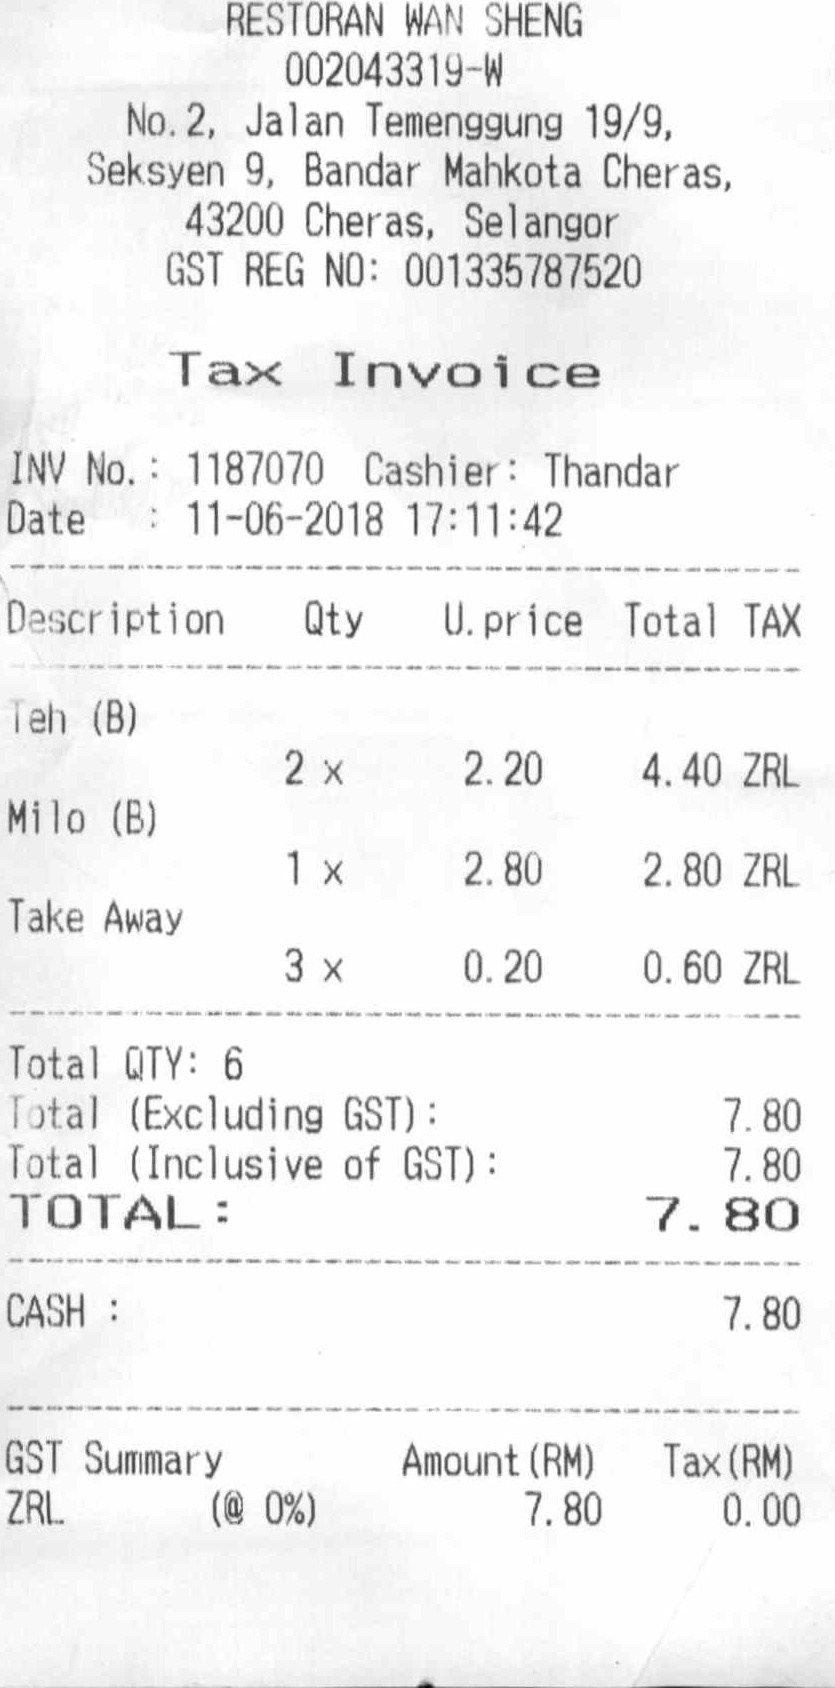 RESTORAN WAN SHENG
002043319-W
No.2, Jalan Temenggung 19/9,
Seksyen 9, Bandar Mahkota Cheras,
43200 Cheras, Selangor
GST REG NO: 001335787520
Tax Invoice
INV No.: 1187070 Cashier: Thandar
Date : 11-06-2018 17:11:42
Description Qty U.price Total TAX
Teh (B)
2 x 2.20 4.40 ZRL
Milo (B)
1 x 2.80 2.80 ZRL
Take Away
3 x 0.20 0.60 ZRL
Total QTY: 6
Total (Excluding GST): 7.80
Total (Inclusive of GST): 7.80
TOTAL: 7.80
CASH : 7.80
GST Summary Amount(RM) Tax(RM)
ZRL (@ 0%) 7.80 0.00